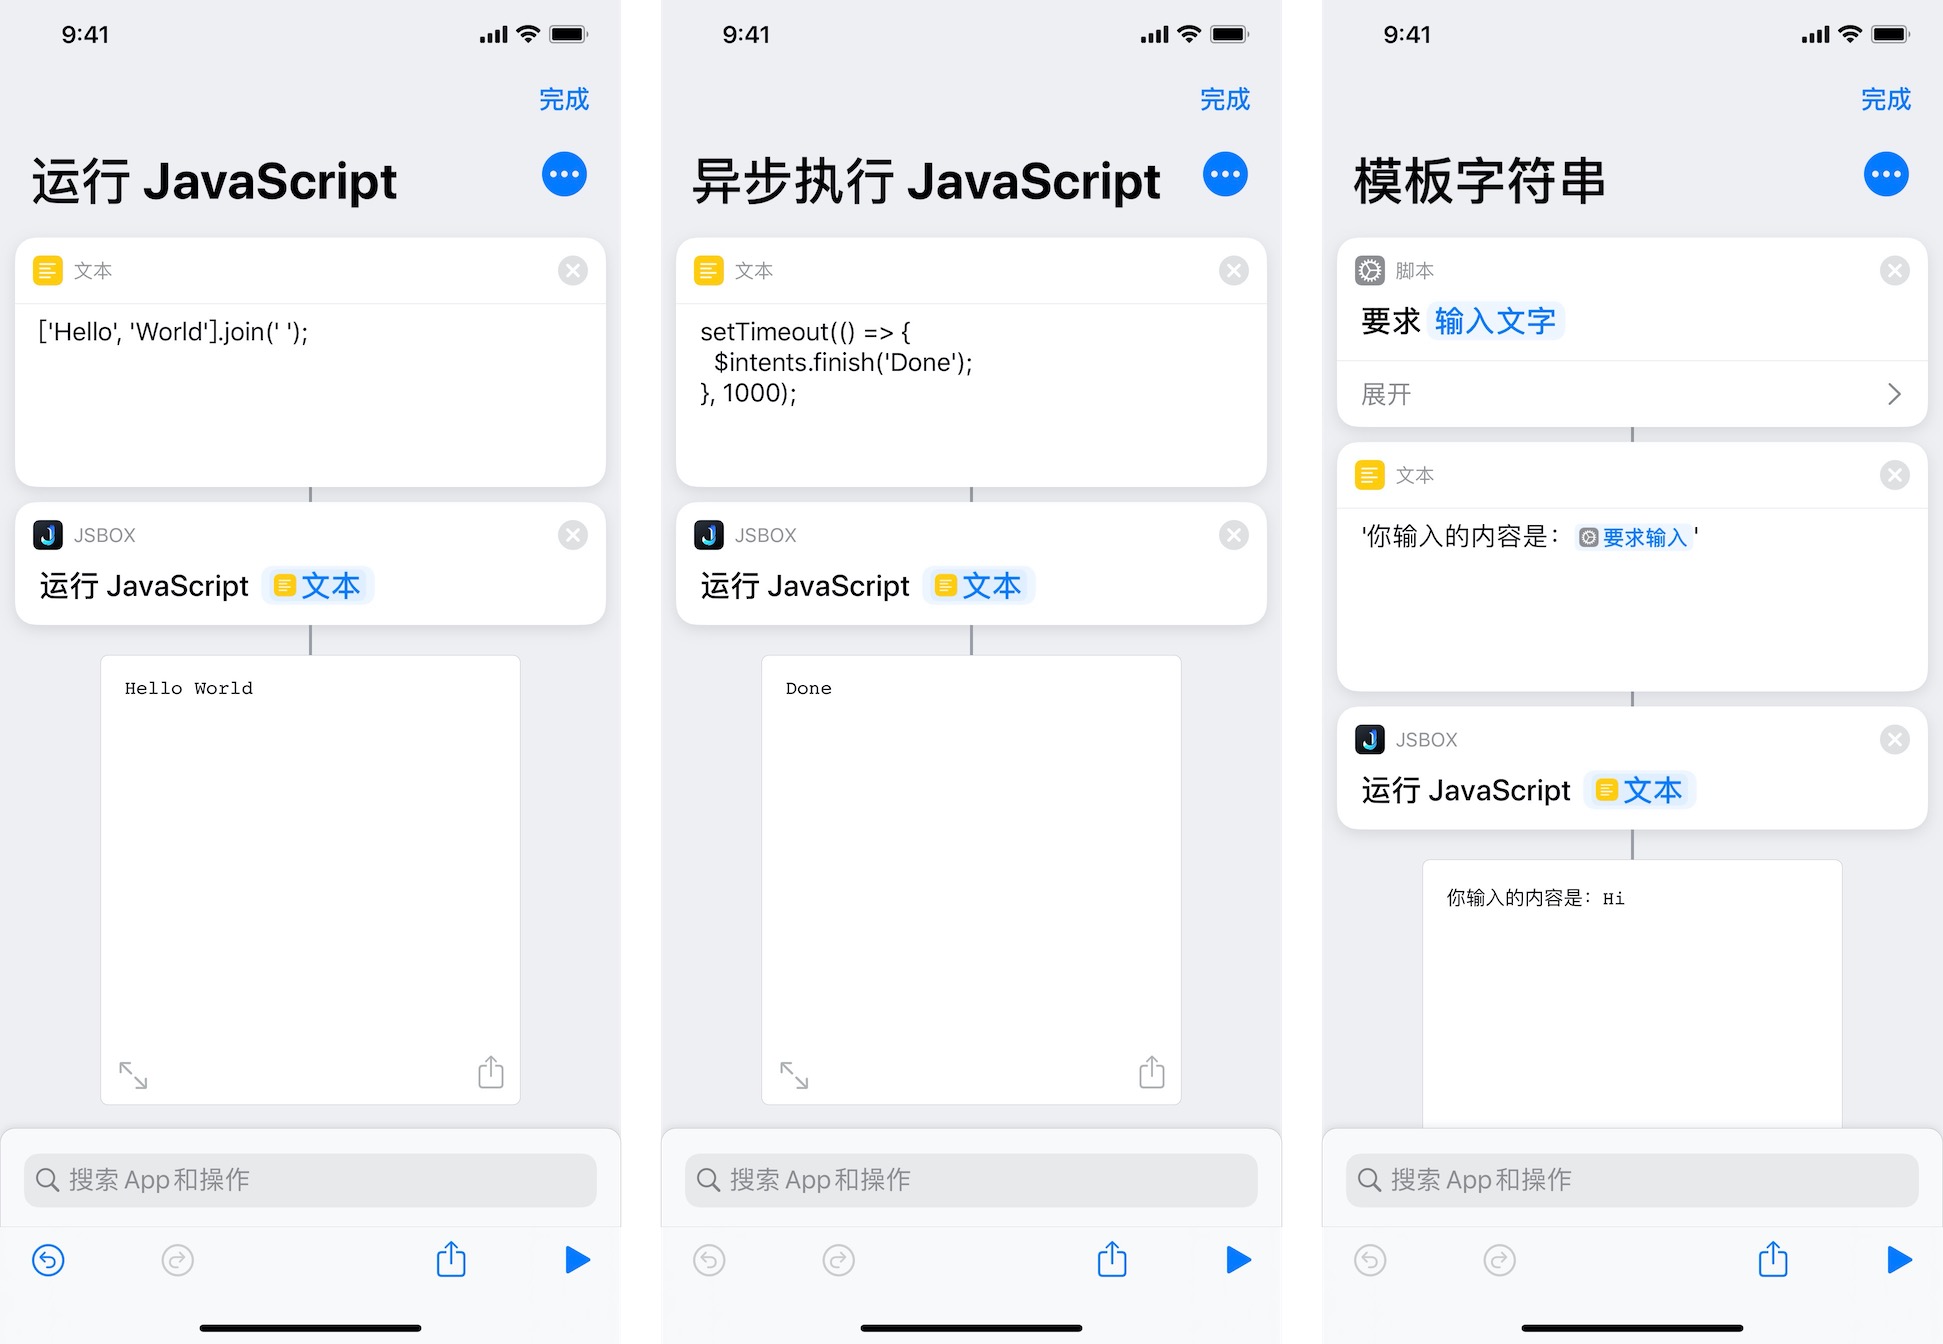 9:41
完成
运行 JavaScript
文本
['Hello', 'World'].join(' ');
JSBOX
运行 JavaScript 文本
Hello World
搜索 App和操作
9:41
完成
异步执行 JavaScript
文本
setTimeout(() => {
  $intents.finish('Done');
}, 1000);
JSBOX
运行 JavaScript 文本
Done
搜索 App和操作
9:41
完成
模板字符串
脚本
要求 输入文字
展开
文本
'你输入的内容是： 要求输入 '
JSBOX
运行 JavaScript 文本
你输入的内容是：Hi
搜索 App和操作